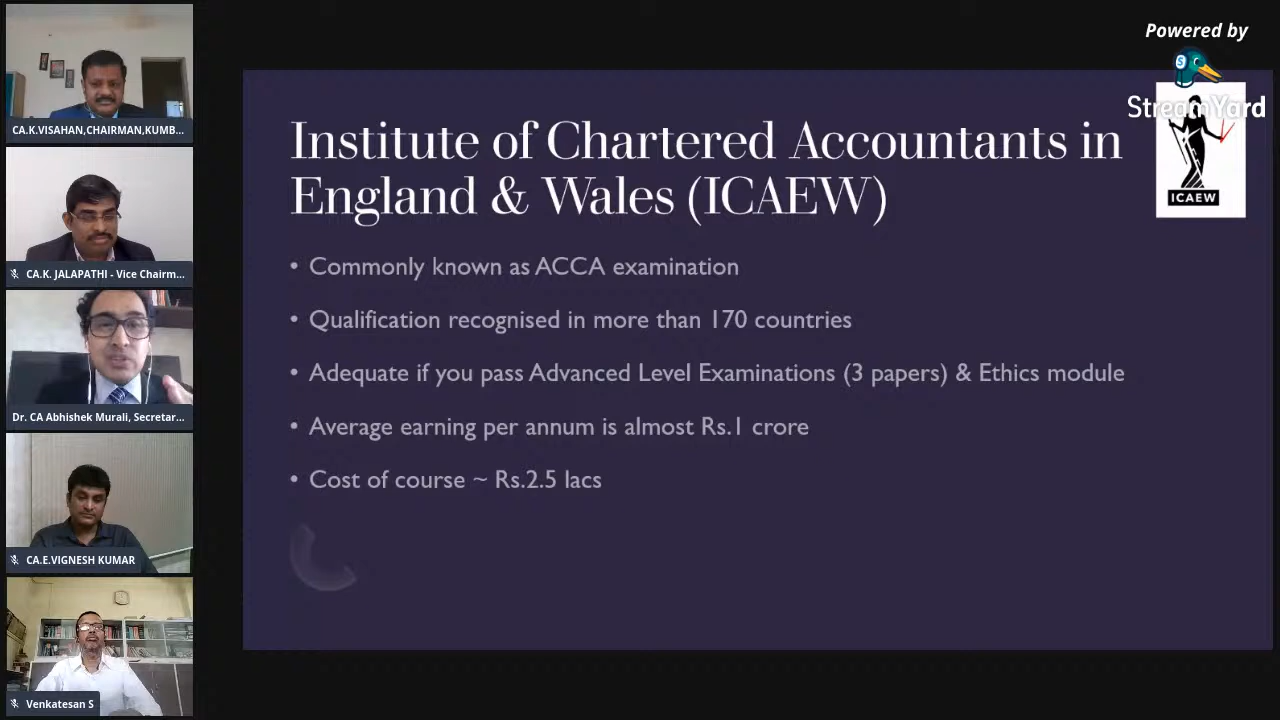 Powered by
StreamYard
Institute of Chartered Accountants in
England & Wales (ICAEW)
ICAEW
• Commonly known as ACCA examination
• Qualification recognised in more than 170 countries
• Adequate if you pass Advanced Level Examinations (3 papers) & Ethics module
• Average earning per annum is almost Rs.1 crore
• Cost of course ~ Rs.2.5 lacs
CA.K.VISAHAN,CHAIRMAN,KUMB...
CA.K. JALAPATHI - Vice Chairm...
Dr. CA Abhishek Murali, Secretar...
CA.E.VIGNESH KUMAR
Venkatesan S